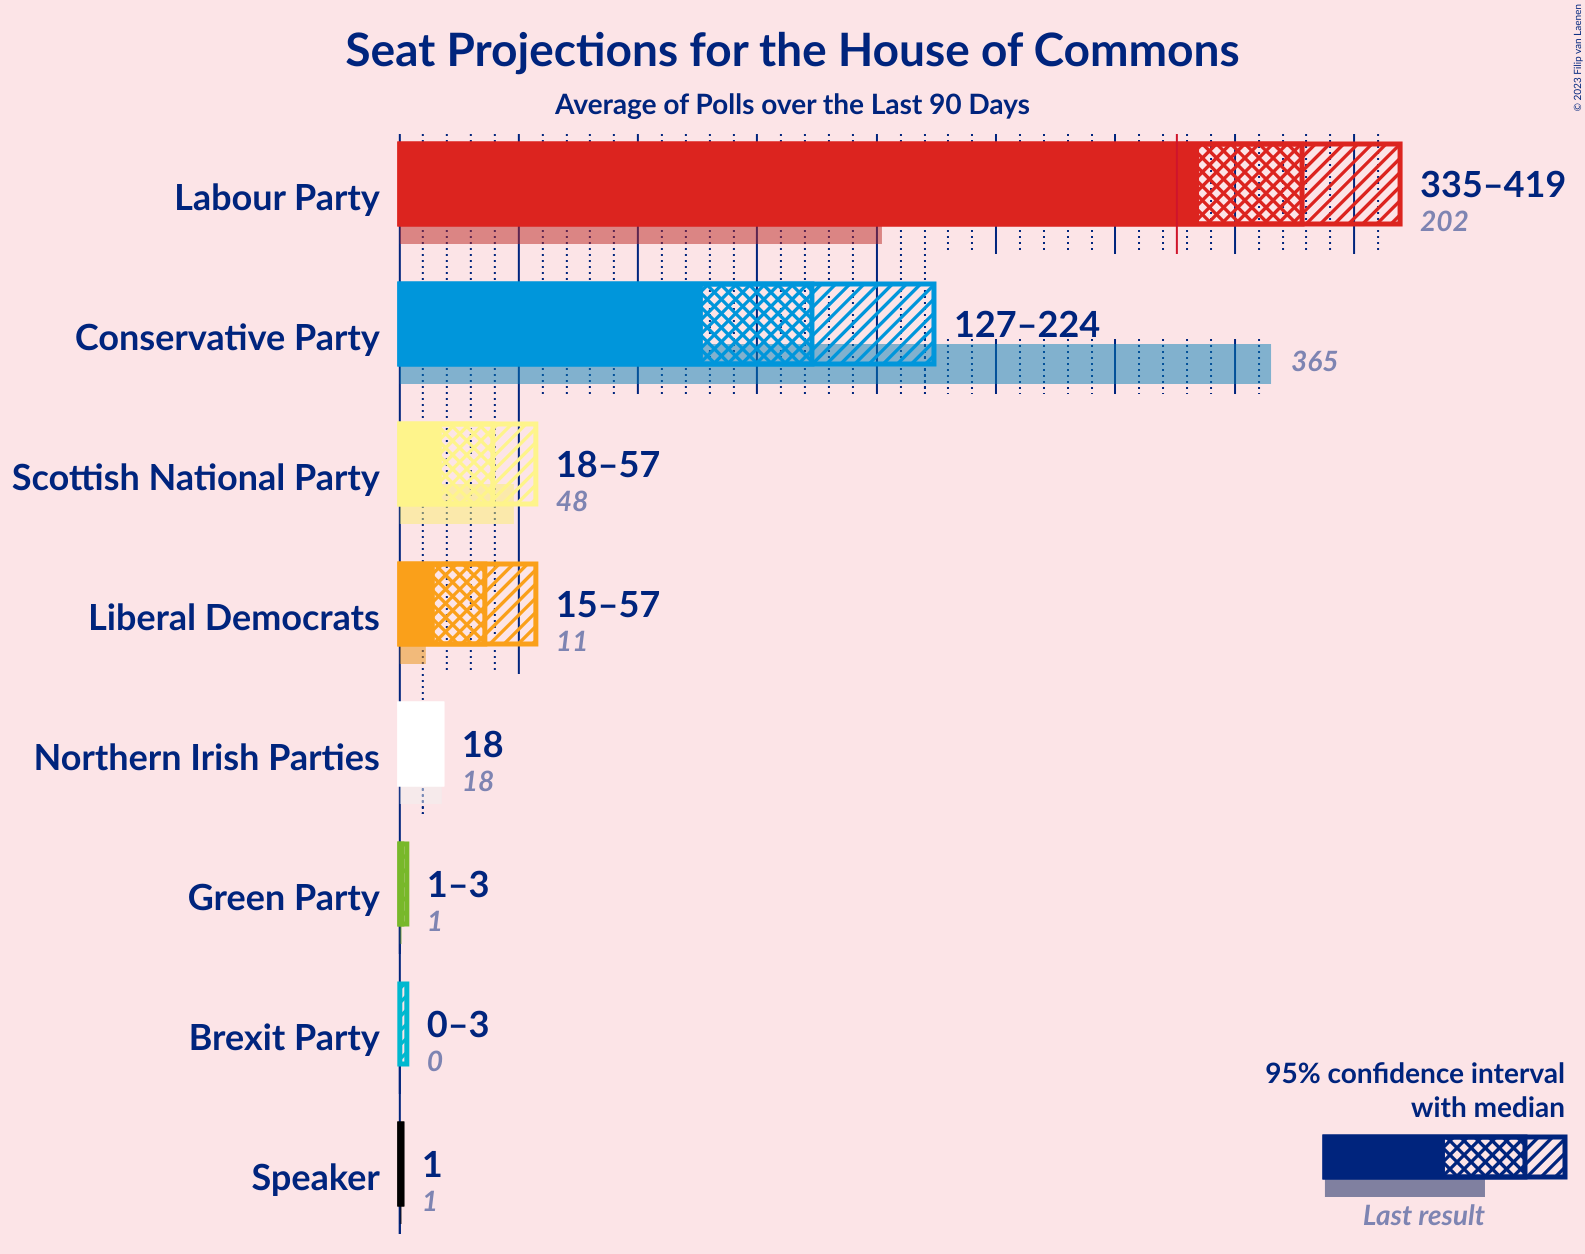 Seat Projections for the House of Commons
Average of Polls over the Last 90 Days
© 2023 Filip van Laenen
Labour Party
335–419
202
Conservative Party
127–224
365
Scottish National Party
18–57
48
Liberal Democrats
15–57
11
Northern Irish Parties
18
18
Green Party
1–3
1
Brexit Party
0–3
0
Speaker
1
1
95% confidence interval
with median
Last result